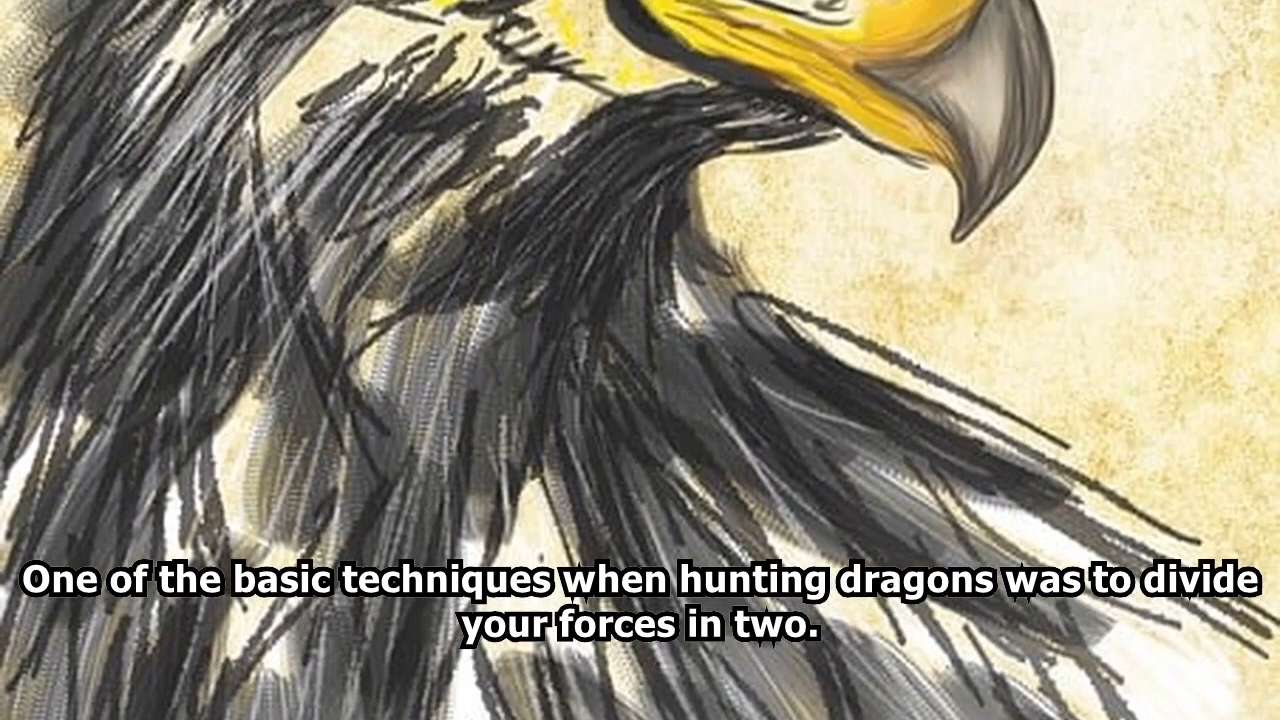 One of the basic techniques when hunting dragons was to divide
your forces in two.